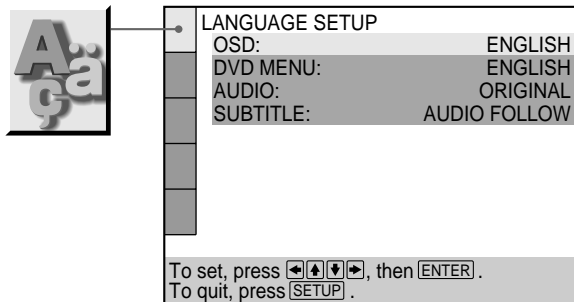 Aäç
LANGUAGE SETUP
OSD: ENGLISH
DVD MENU: ENGLISH
AUDIO: ORIGINAL
SUBTITLE: AUDIO FOLLOW
To set, press ←↑↓→, then ENTER.
To quit, press SETUP.